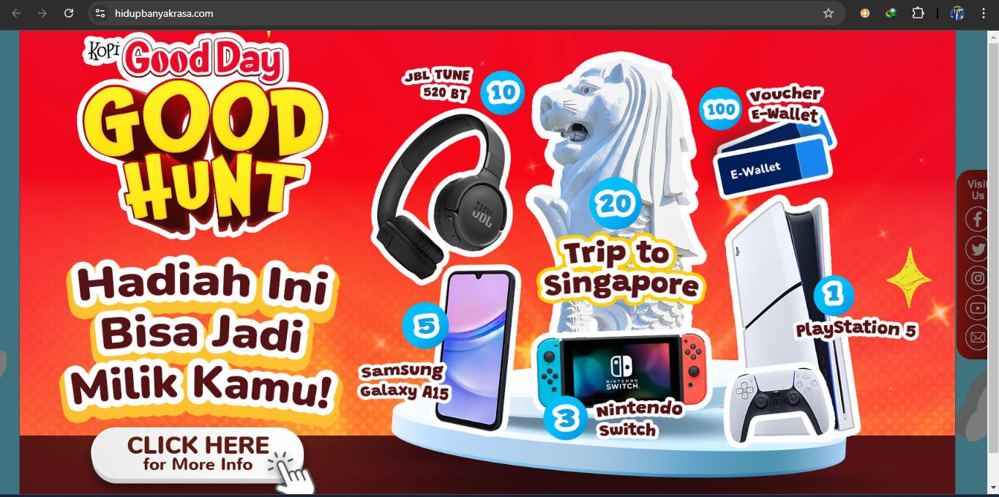 hidupbanyakrasa.com
Kopi
Good Day
GOOD
HUNT
Hadiah Ini
Bisa Jadi
Milik Kamu!
CLICK HERE
for More Info
JBL TUNE
520 BT
10
JBL
100
Voucher
E-Wallet
E-Wallet
20
Trip to
Singapore
5
Samsung
Galaxy A15
NINTENDO
SWITCH
3
Nintendo
Switch
1
PlayStation 5
Visit
Us